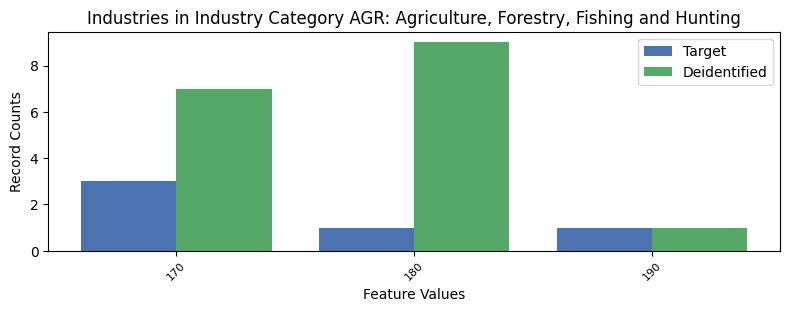 Industries in Industry Category AGR: Agriculture, Forestry, Fishing and Hunting
Target
Deidentified
Record Counts
8
6
4
2
0
170
180
190
Feature Values